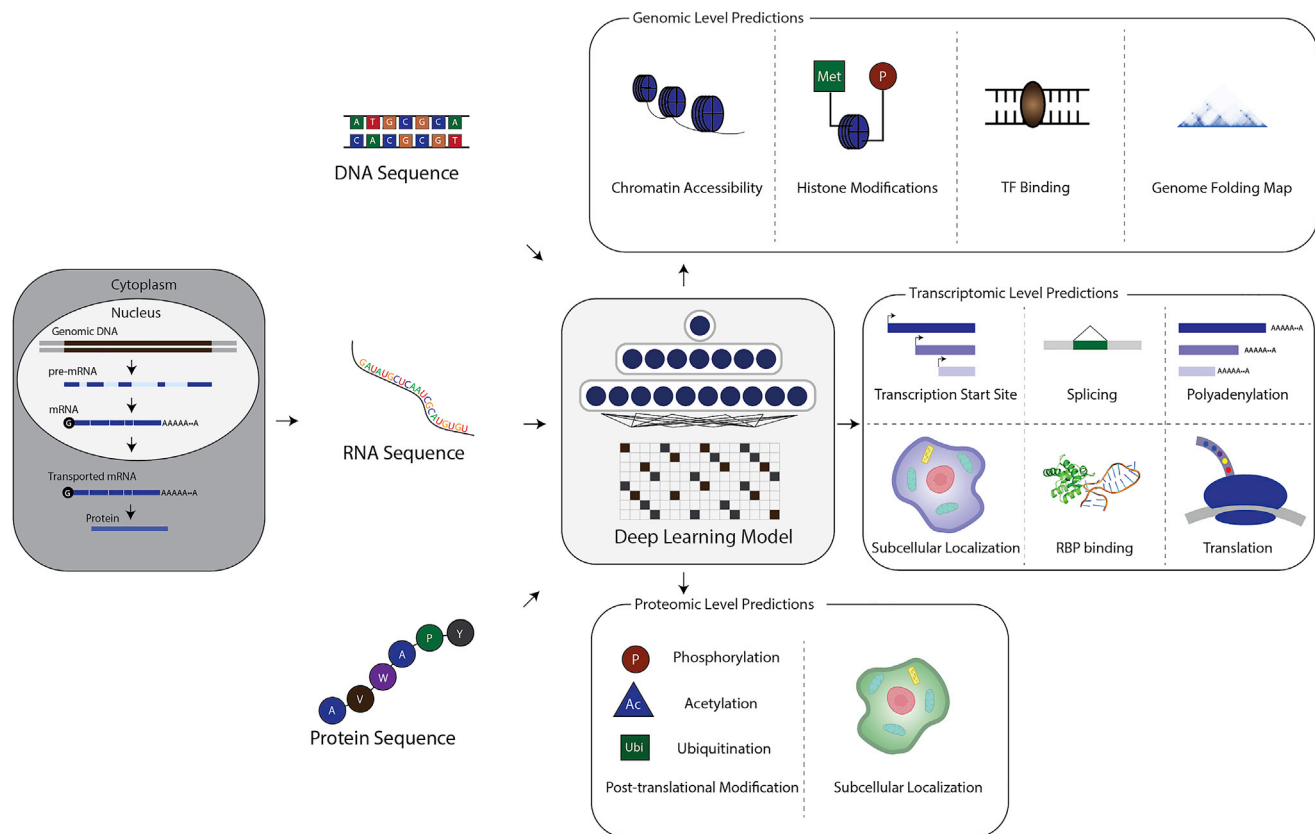 Genomic Level Predictions
Met
P
Chromatin Accessibility
Histone Modifications
TF Binding
Genome Folding Map
A T G C G C A
C A C G C G T
DNA Sequence
Cytoplasm
Nucleus
Genomic DNA
pre-mRNA
mRNA
G
AAAAA--A
Transported mRNA
G
AAAAA--A
Protein
GAUAUGCUCAAUCGCAUGUGU
RNA Sequence
A
V
W
A
P
Y
Protein Sequence
Deep Learning Model
Transcriptomic Level Predictions
AAAAA--A
AAAAA--A
AAAAA--A
Transcription Start Site
Splicing
Polyadenylation
Subcellular Localization
RBP binding
Translation
Proteomic Level Predictions
P
Phosphorylation
Ac
Acetylation
Ubi
Ubiquitination
Post-translational Modification
Subcellular Localization